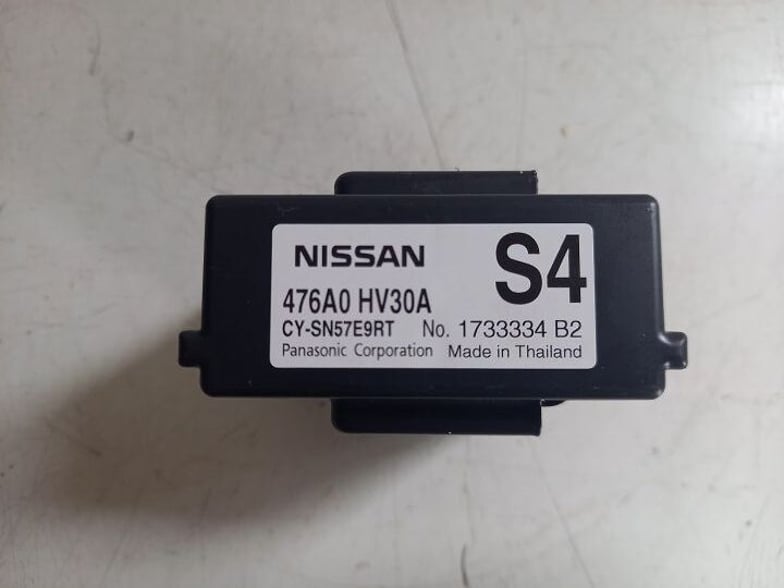 NISSAN S4
476A0 HV30A
CY-SN57E9RT No. 1733334 B2
Panasonic Corporation Made in Thailand